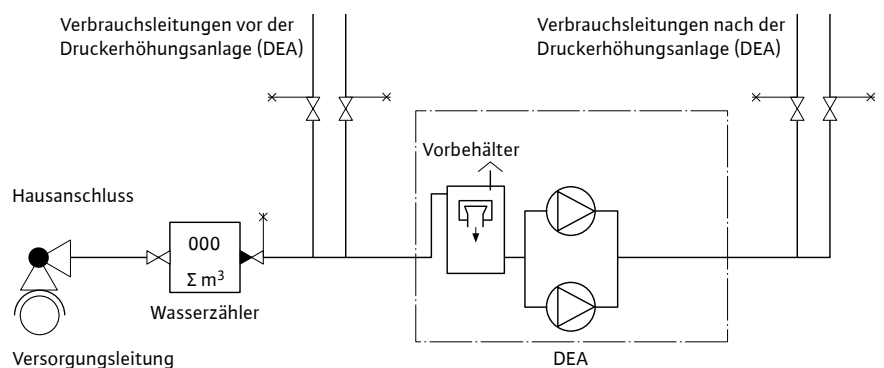 Verbrauchsleitungen vor der
Druckerhöhungsanlage (DEA)
Verbrauchsleitungen nach der
Druckerhöhungsanlage (DEA)
Vorbehälter
Hausanschluss
000
Σ m³
Wasserzähler
Versorgungsleitung
DEA